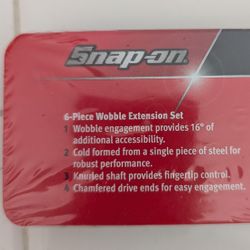 Snap-on
6-Piece Wobble Extension Set
1 Wobble engagement provides 16° of
additional accessibility.
2 Cold formed from a single piece of steel for
robust performance.
3 Knurled shaft provides fingertip control.
4 Chamfered drive ends for easy engagement.